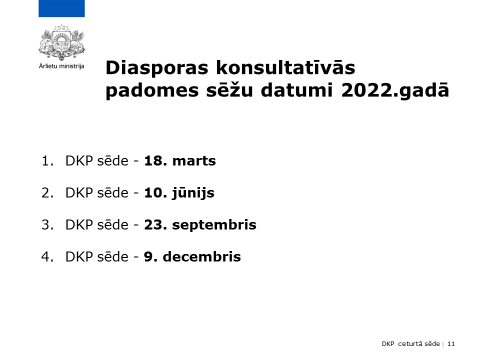 Ārlietu ministrija
Diasporas konsultatīvās
padomes sēžu datumi 2022.gadā
1. DKP sēde - 18. marts
2. DKP sēde - 10. jūnijs
3. DKP sēde - 23. septembris
4. DKP sēde - 9. decembris
DKP ceturtā sēde | 11